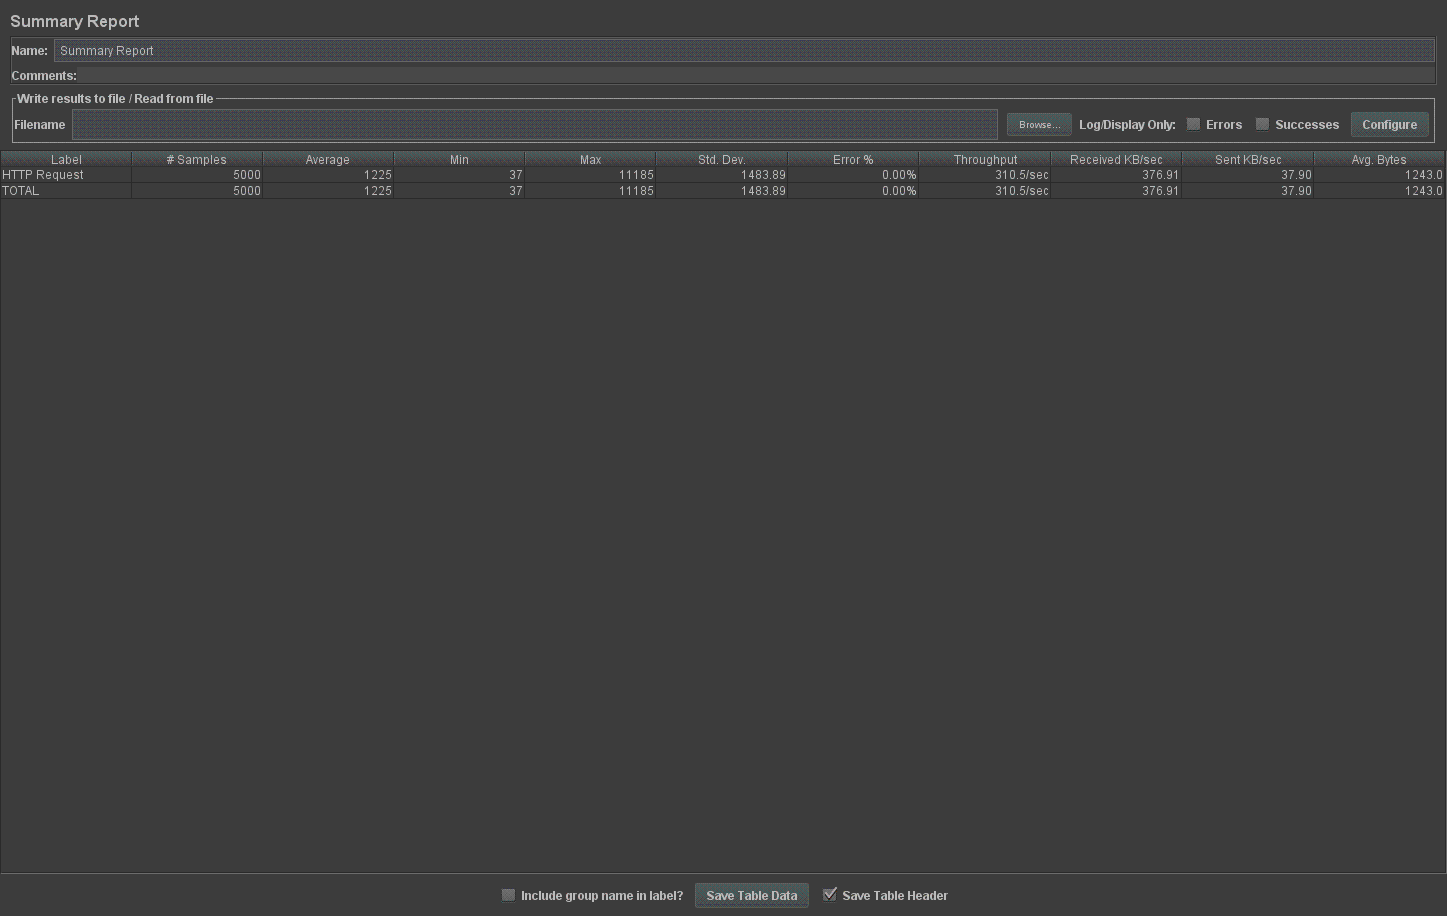 Summary Report
Name: Summary Report
Comments:
Write results to file / Read from file
Filename Browse... Log/Display Only: Errors Successes Configure
Label # Samples Average Min Max Std. Dev. Error % Throughput Received KB/sec Sent KB/sec Avg. Bytes
HTTP Request 5000 1225 37 11185 1483.89 0.00% 310.5/sec 376.91 37.90 1243.0
TOTAL 5000 1225 37 11185 1483.89 0.00% 310.5/sec 376.91 37.90 1243.0
Include group name in label? Save Table Data Save Table Header